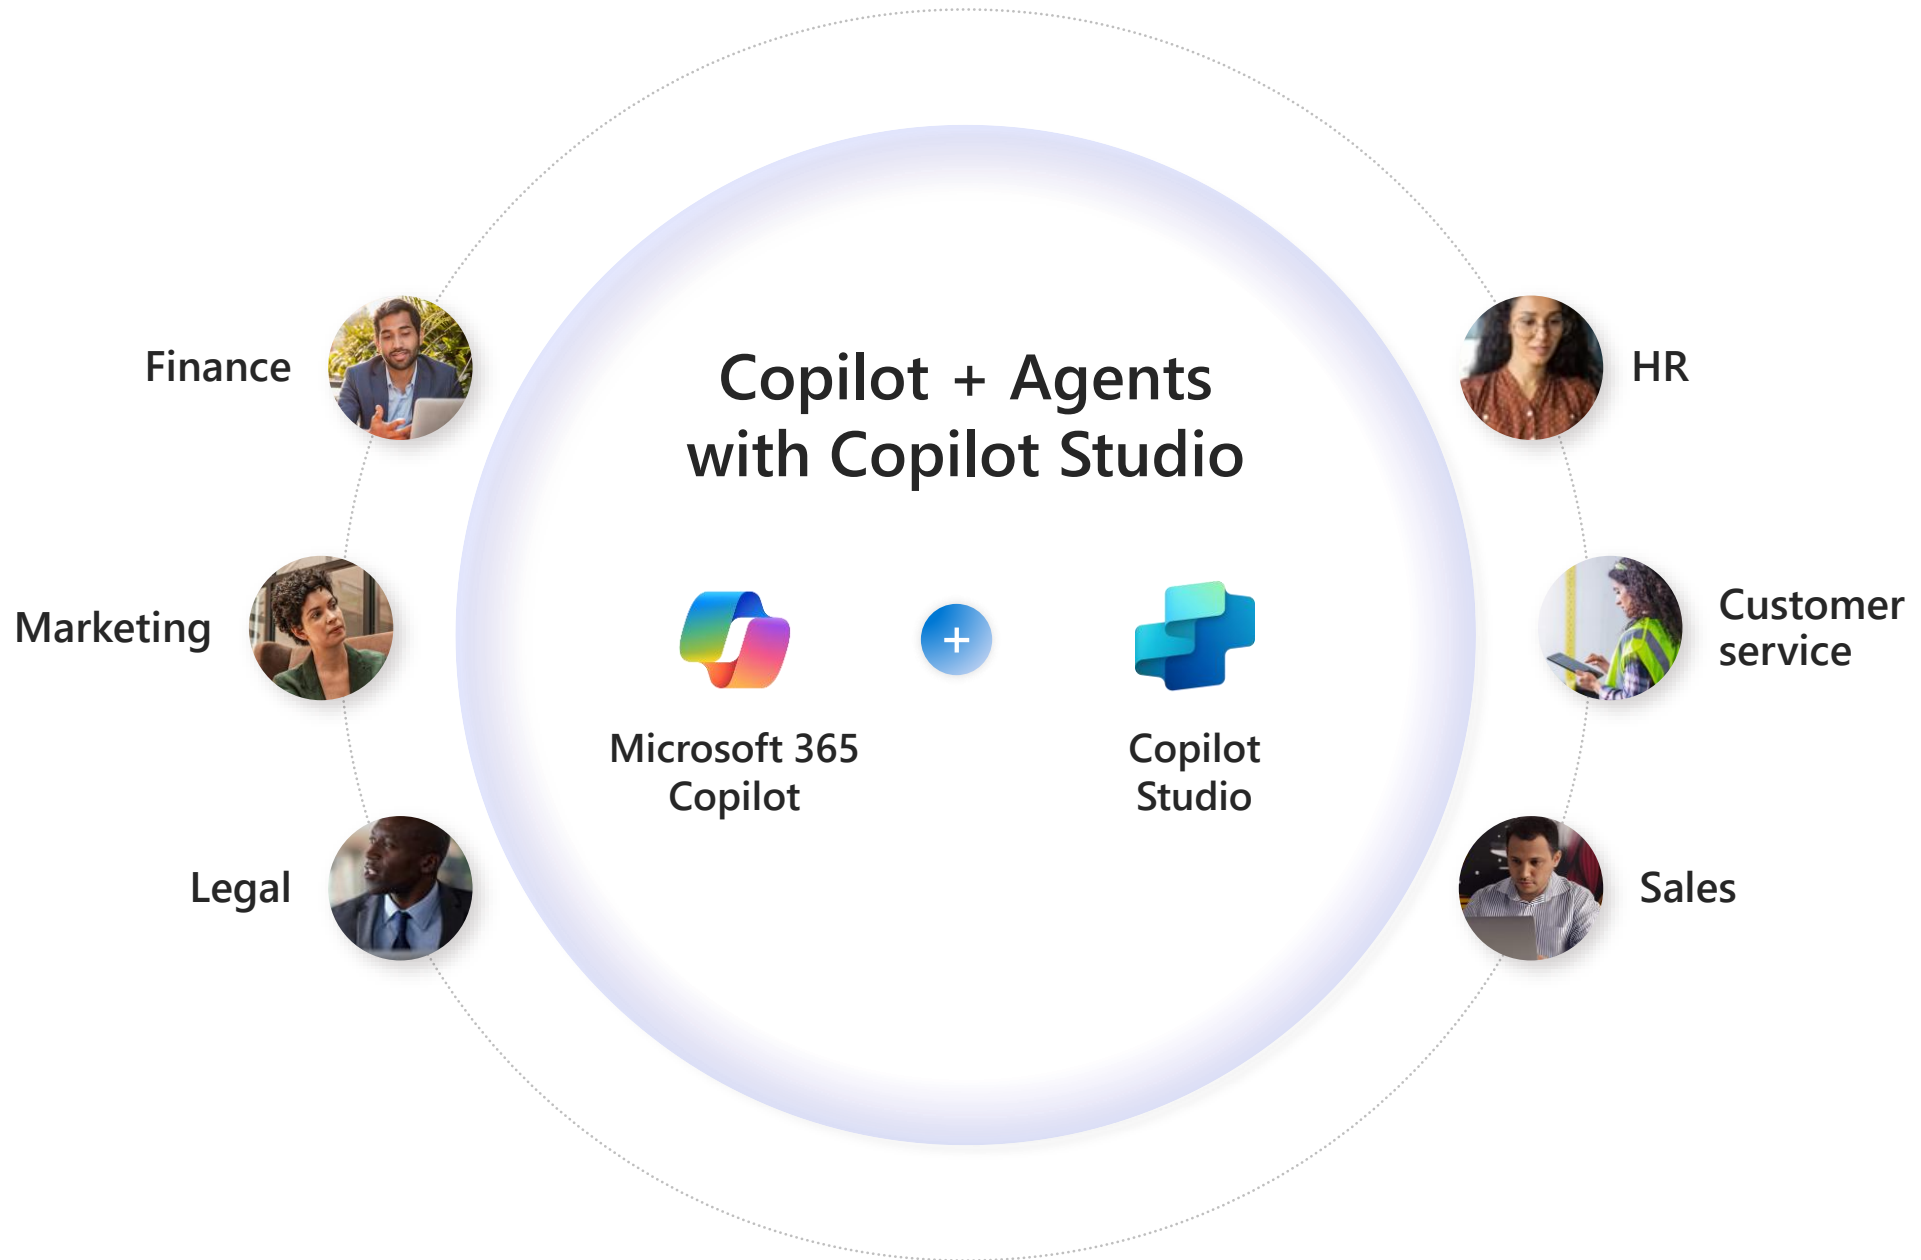 Copilot + Agents
with Copilot Studio
Finance
HR
Marketing
Customer
service
Microsoft 365
Copilot
Copilot
Studio
Legal
Sales